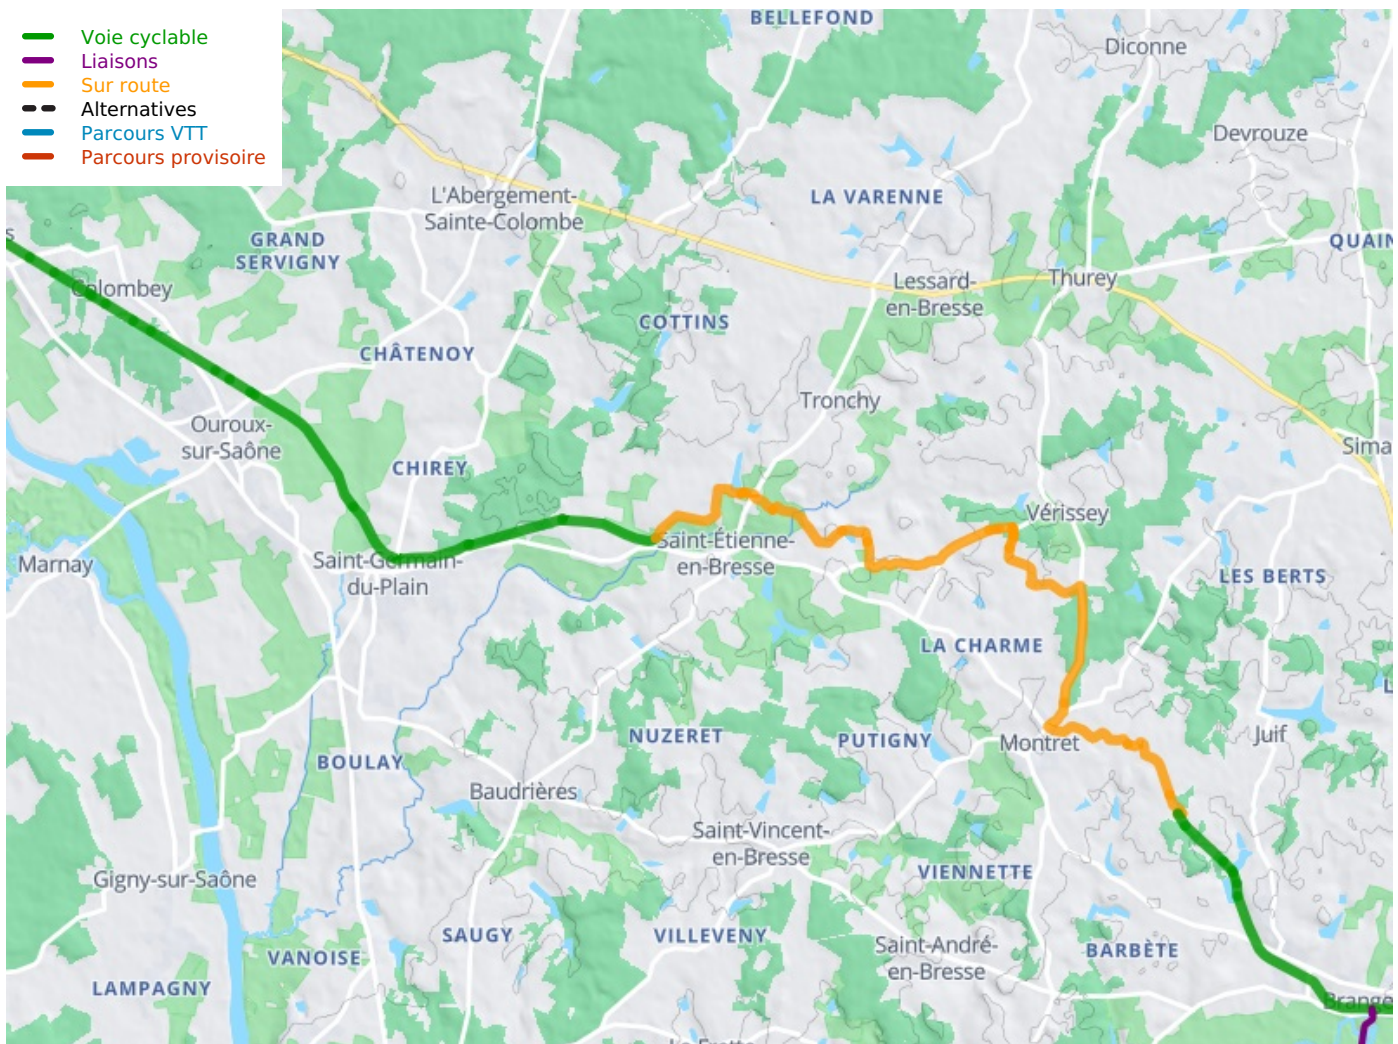 Voie cyclable
Liaisons
Sur route
Alternatives
Parcours VTT
Parcours provisoire
BELLEFOND
Diconne
Devrouze
L'Abergement-
Sainte-Colombe
LA VARENNE
GRAND
SERVIGNY
s
QUAIN
Colombey
Lessard-
en-Bresse
Thurey
COTTINS
CHÂTENOY
Tronchy
Ouroux-
sur-Saône
Sima
CHIREY
Vérissey
Saint-Étienne-
en-Bresse
Marnay
Saint-Germain-
du-Plain
LES BERTS
LA CHARME
L
NUZERET
PUTIGNY
Montret
Juif
BOULAY
Baudrières
Saint-Vincent-
en-Bresse
VIENNETTE
Gigny-sur-Saône
SAUGY
VILLEVENY
Saint-André-
en-Bresse
BARBÈTE
VANOISE
LAMPAGNY
Brange